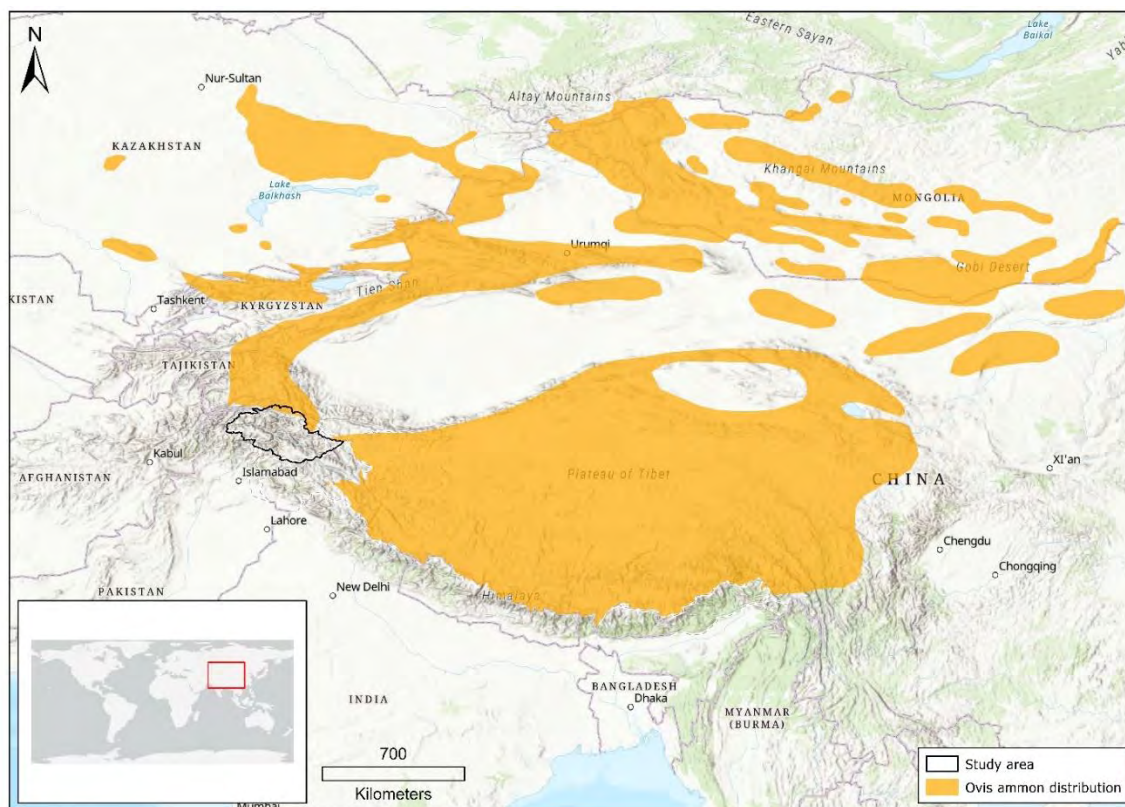 N
Eastern Sayan
Lake
Baikal
Nur-Sultan
Altay Mountains
KAZAKHSTAN
Khangai Mountains
MONGOLIA
Lake
Balkhash
Urumqi
Gobi Desert
Tien Shan
KISTAN
Tashkent
KYRGYZSTAN
TAJIKISTAN
Kabul
Islamabad
AFGHANISTAN
Plateau of Tibet
CHINA
XI'an
Lahore
Chengdu
Chongqing
New Delhi
PAKISTAN
Himalaya
INDIA
BANGLADESH
Dhaka
MYANMAR
(BURMA)
700
Kilometers
Study area
Ovis ammon distribution